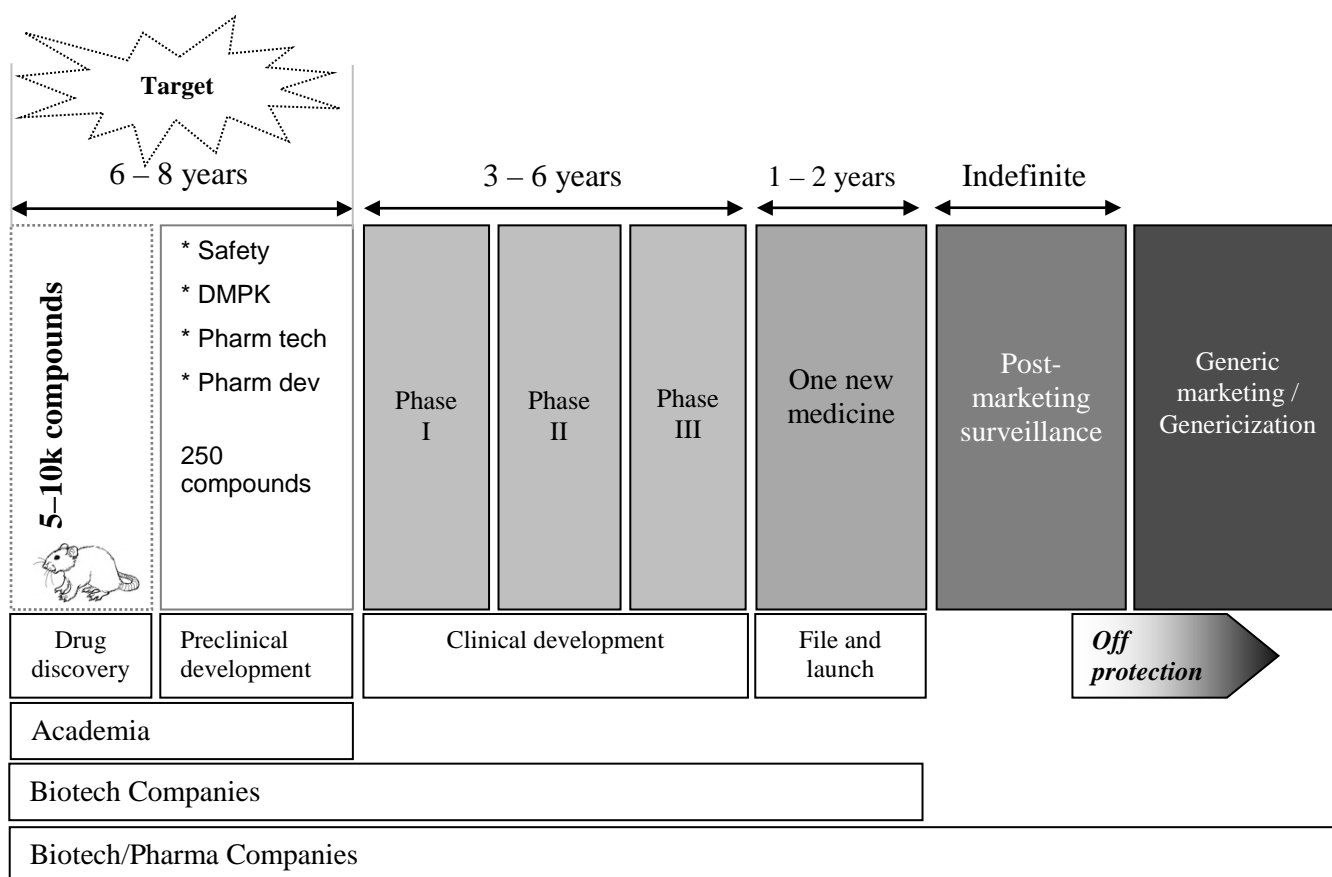 Target
6 – 8 years
3 – 6 years
1 – 2 years
Indefinite
5–10k compounds
* Safety
* DMPK
* Pharm tech
* Pharm dev
250
compounds
Phase
I
Phase
II
Phase
III
One new
medicine
Post-
marketing
surveillance
Generic
marketing /
Genericization
Drug
discovery
Preclinical
development
Clinical development
File and
launch
Off
protection
Academia
Biotech Companies
Biotech/Pharma Companies